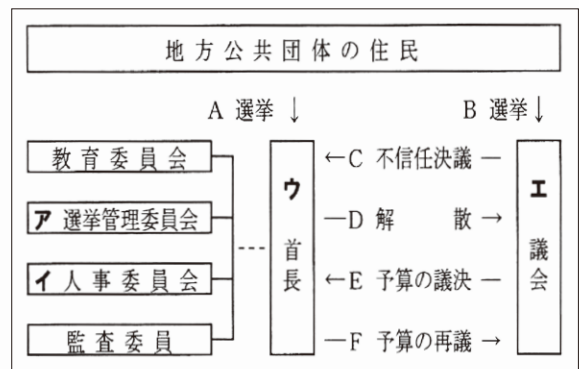 地方公共団体の住民
A 選挙 ↓
B 選挙↓
教育委員会
ア 選挙管理委員会
イ 人事委員会
監査委員
ウ 首長
←C 不信任決議 ―
―D 解散 →
←E 予算の議決 ―
―F 予算の再議 →
エ 議会